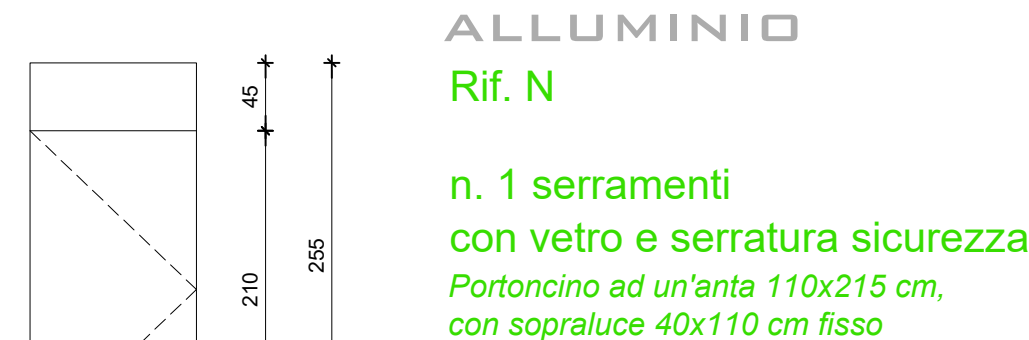 ALLUMINIO
Rif. N
45
n. 1 serramenti
con vetro e serratura sicurezza
255
210
Portoncino ad un'anta 110x215 cm,
con sopraluce 40x110 cm fisso